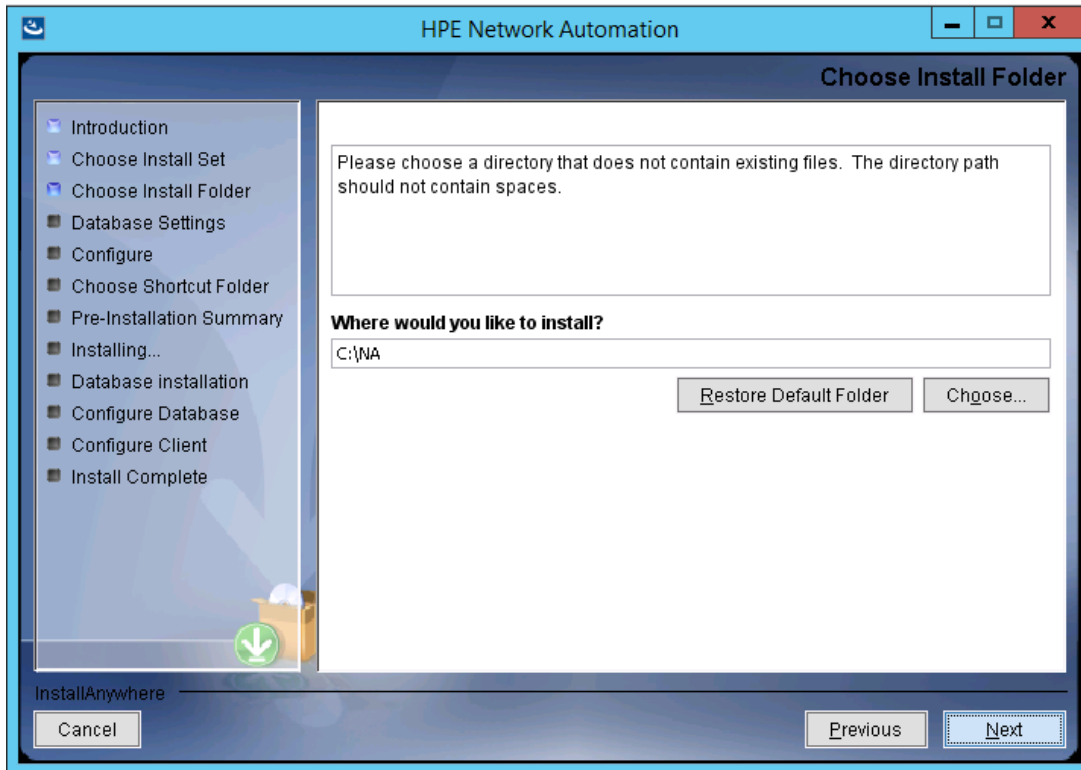 HPE Network Automation
Choose Install Folder
Introduction
Choose Install Set
Choose Install Folder
Database Settings
Configure
Choose Shortcut Folder
Pre-Installation Summary
Installing...
Database installation
Configure Database
Configure Client
Install Complete
Please choose a directory that does not contain existing files.  The directory path
should not contain spaces.
Where would you like to install?
C:\NA
Restore Default Folder
Choose...
InstallAnywhere
Cancel
Previous
Next